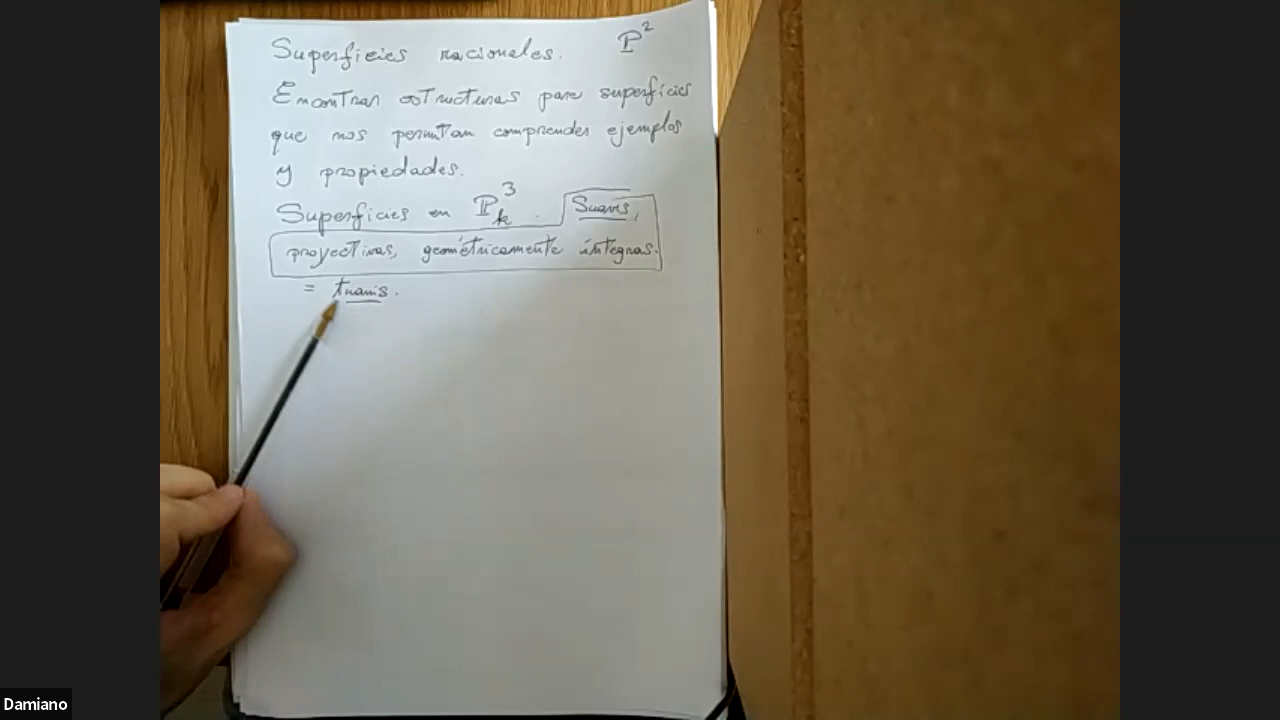 Superficies racionales. P²
Encontrar estructuras para superficies
que nos permitan comprender ejemplos
y propiedades.
Superficies en P³ₖ. Suaves,
proyectivas, geométricamente íntegras.
=
Damiano